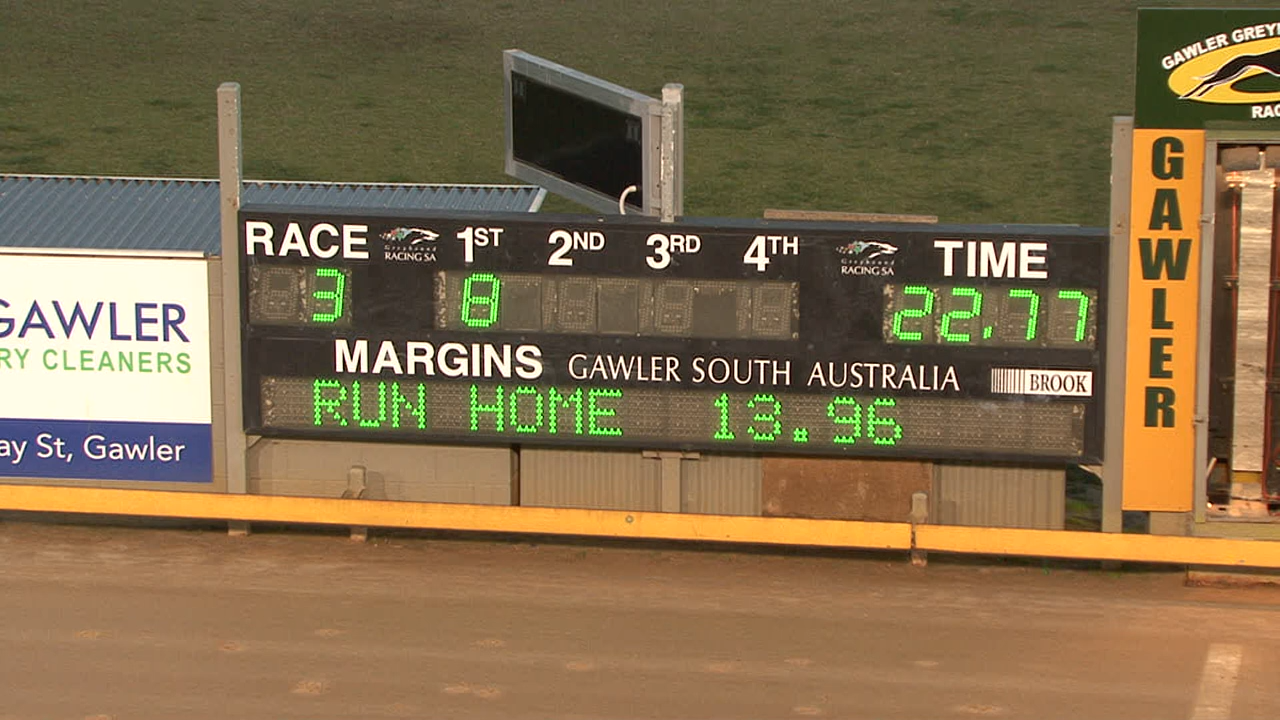 GAWLER GREY
RAC
GAWLER
RACE 1ST 2ND 3RD 4TH TIME
Greyhound RACING SA
Greyhound RACING SA
3 8 22.77
MARGINS GAWLER SOUTH AUSTRALIA BROOK
RUN HOME 13.96
GAWLER
RY CLEANERS
ay St, Gawler